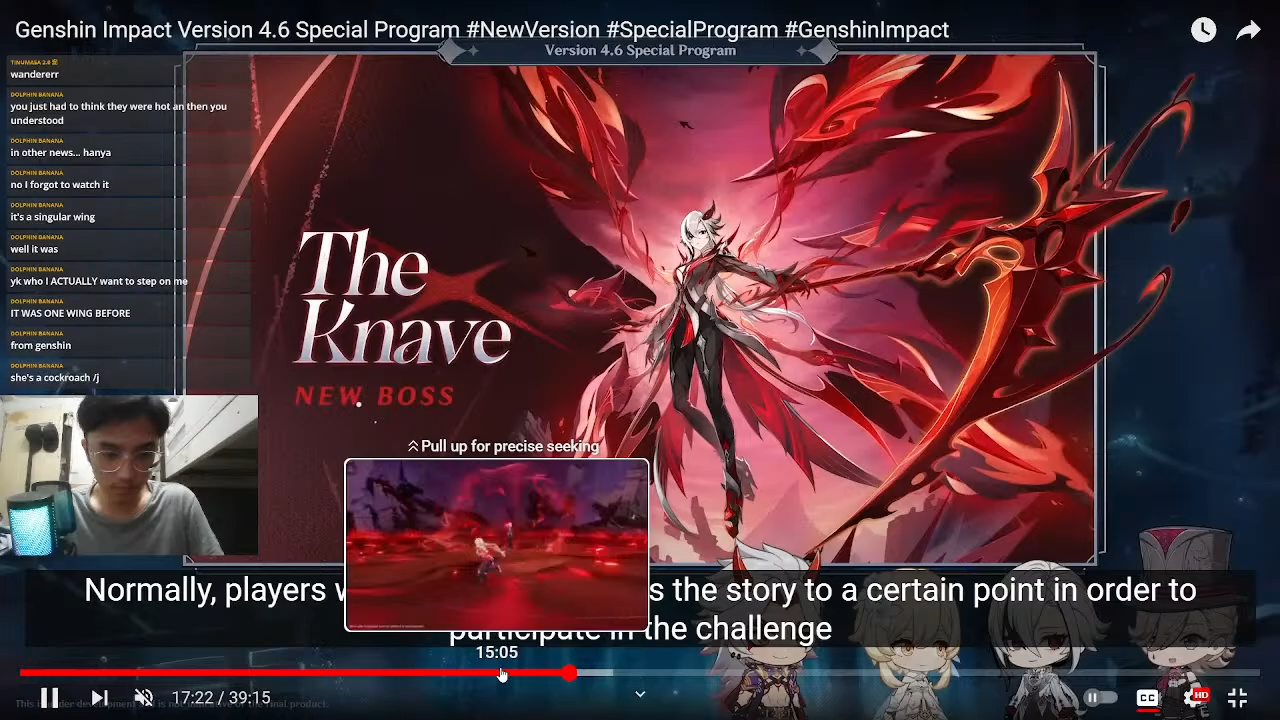 Genshin Impact Version 4.6 Special Program #NewVersion #SpecialProgram #GenshinImpact
Version 4.6 Special Program
wandererr
DOLPHIN BANANA
you just had to think they were hot an then you
understood
DOLPHIN BANANA
in other news... hanya
DOLPHIN BANANA
no I forgot to watch it
DOLPHIN BANANA
it's a singular wing
DOLPHIN BANANA
well it was
DOLPHIN BANANA
yk who I ACTUALLY want to step on me
DOLPHIN BANANA
IT WAS ONE WING BEFORE
DOLPHIN BANANA
from genshin
DOLPHIN BANANA
she's a cockroach /j
The
Knave
NEW BOSS
Pull up for precise seeking
Normally, players s the story to a certain point in order to
participate in the challenge
15:05
17:22 / 39:15
CC
HD